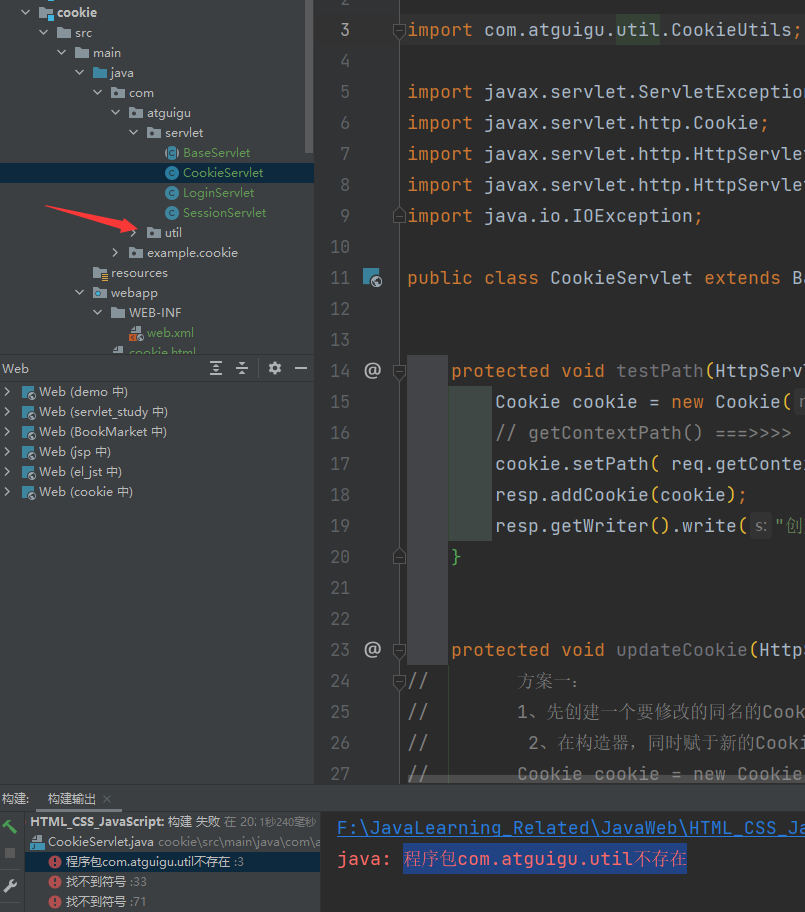 cookie
src
main
java
com
atguigu
servlet
BaseServlet
CookieServlet
LoginServlet
SessionServlet
util
example.cookie
resources
webapp
WEB-INF
web.xml
cookie.html
Web
Web (demo 中)
Web (servlet_study 中)
Web (BookMarket 中)
Web (jsp 中)
Web (el_jst 中)
Web (cookie 中)
3 import com.atguigu.util.CookieUtils;
4
5 import javax.servlet.ServletException
6 import javax.servlet.http.Cookie;
7 import javax.servlet.http.HttpServlet
8 import javax.servlet.http.HttpServlet
9 import java.io.IOException;
10
11 public class CookieServlet extends Ba
12
13
14 @ protected void testPath(HttpServl
15 Cookie cookie = new Cookie(
16 // getContextPath() ===>>>>
17 cookie.setPath( req.getConte
18 resp.addCookie(cookie);
19 resp.getWriter().write( s: "创
20 }
21
22
23 @ protected void updateCookie(Http
24 // 方案一:
25 // 1、先创建一个要修改的同名的Cook
26 // 2、在构造器，同时赋于新的Cooki
27 // Cookie cookie = new Cookie
构建: 构建输出
HTML_CSS_JavaScript: 构建 失败 在 202 1秒240毫秒
CookieServlet.java cookie\src\main\java\com\a
程序包com.atguigu.util不存在 :3
找不到符号 :33
找不到符号 :71
F:\JavaLearning_Related\JavaWeb\HTML_CSS_Ja
java: 程序包com.atguigu.util不存在